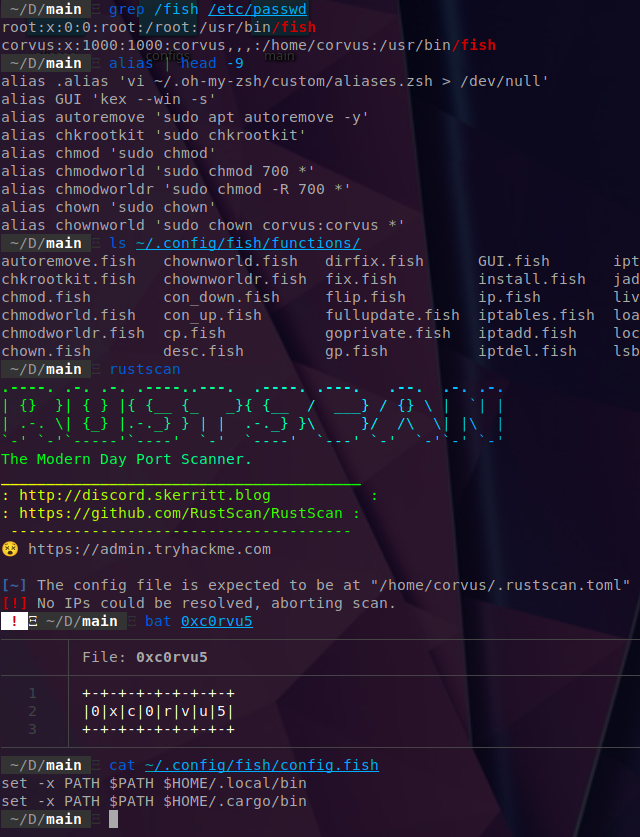 ~/D/main Ξ grep /fish /etc/passwd
root:x:0:0:root:/root:/usr/bin/fish
corvus:x:1000:1000:corvus,,,:/home/corvus:/usr/bin/fish
configs main
~/D/main Ξ alias | head -9
alias .alias 'vi ~/.oh-my-zsh/custom/aliases.zsh > /dev/null'
alias GUI 'kex --win -s'
alias autoremove 'sudo apt autoremove -y'
alias chkrootkit 'sudo chkrootkit'
alias chmod 'sudo chmod'
alias chmodworld 'sudo chmod 700 *'
alias chmodworldr 'sudo chmod -R 700 *'
alias chown 'sudo chown'
alias chownworld 'sudo chown corvus:corvus *'
~/D/main Ξ ls ~/.config/fish/functions/
autoremove.fish chownworld.fish dirfix.fish GUI.fish ipt
chkrootkit.fish chownworldr.fish fix.fish install.fish jad
chmod.fish con_down.fish flip.fish ip.fish liv
chmodworld.fish con_up.fish fullupdate.fish iptables.fish loa
chmodworldr.fish cp.fish goprivate.fish iptadd.fish loc
chown.fish desc.fish gp.fish iptdel.fish lsb
~/D/main Ξ rustscan
.----. .-. .-. .----..---.  .----. .---.   .--.  .-. .-.
| {}  }| { } |{ {__ {_   _}{ {__  /  ___} / {} \ |  `| |
| .-. \| {_} |.-._} } | |  .-._} }\     }/  /\  \| |\  |
`-' `-'`-----'`----'  `-'  `----'  `---' `-'  `-'`-' `-'
The Modern Day Port Scanner.
________________________________________
: http://discord.skerritt.blog           :
: https://github.com/RustScan/RustScan :
--------------------------------------
😵 https://admin.tryhackme.com
[~] The config file is expected to be at "/home/corvus/.rustscan.toml"
[!] No IPs could be resolved, aborting scan.
! Ξ ~/D/main Ξ bat 0xc0rvu5
File: 0xc0rvu5
1 +-+-+-+-+-+-+-+-+
2 |0|x|c|0|r|v|u|5|
3 +-+-+-+-+-+-+-+-+
~/D/main Ξ cat ~/.config/fish/config.fish
set -x PATH $PATH $HOME/.local/bin
set -x PATH $PATH $HOME/.cargo/bin
~/D/main Ξ